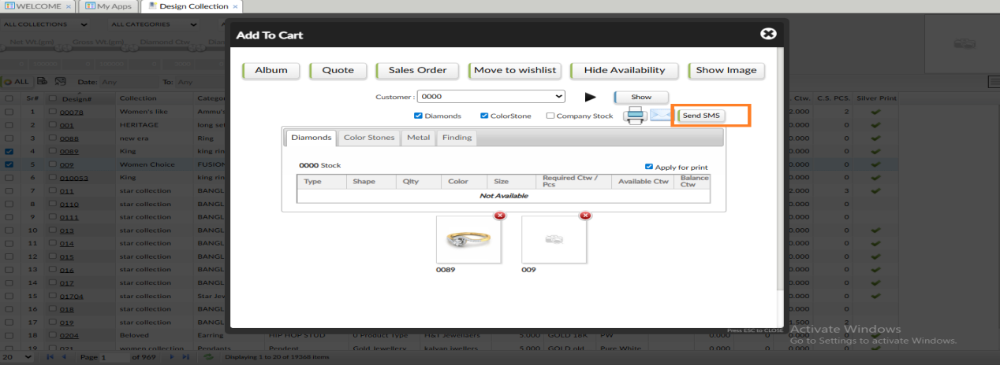 WELCOME × My Apps Design Collection ×
ALL COLLECTIONS ALL CATEGORIES
Add To Cart
Net Wt.(gm) Gross Wt.(gm) Diamond Ctw.
Album Quote Sales Order Move to wishlist Hide Availability Show Image
ALL Date: Any To: Any
Customer : 0000 Show
Diamonds ColorStone Company Stock Send SMS
Diamonds Color Stones Metal Finding
0000 Stock
Apply for print
Type Shape Qlty Color Size Required Ctw / Pcs Available Ctw Balance Ctw
Not Available
0089 009
Sr# Design# Collection Ctw. C.S. PCS. Silver Print
1 00078 Women's like Ammu's 2.000 2
2 001 HERITAGE long set 0.000 0
3 0088 new era Ring 0.000 0
4 0089 King king rin 0.000 0
5 009 Women Choice FUSION 0.000 0
6 010053 King king rin 0.000 0
7 011 star collection BANGL 2.000 3
8 0110 star collection BANGL 0.000 0
9 0111 star collection BANGL 0.000 0
10 013 star collection BANGL 0.000 0
11 014 star collection BANGL 0.000 0
12 015 star collection BANGL 0.000 0
13 016 star collection BANGL 0.000 0
14 017 star collection BANGL 0.000 0
15 01704 star collection Star Jew 0.000 0
16 018 star collection BANGL 0.000 0
17 019 star collection BANGL 1.500 2
Press ESC to CLOSE
Activate Windows
Go to Settings to activate Windows.
18 0204 Beloved Earring HIP HOP STUD 0 Product Type H&T Jewellaers 5.000 GOLD 18K PW 0.000 0
19 021 women collection Pendants Pendent Gold Jewellery kalyan jwellers 5.000 GOLD old Pure White 0.000 0
20 Page 1 of 969 Displaying 1 to 20 of 19368 items